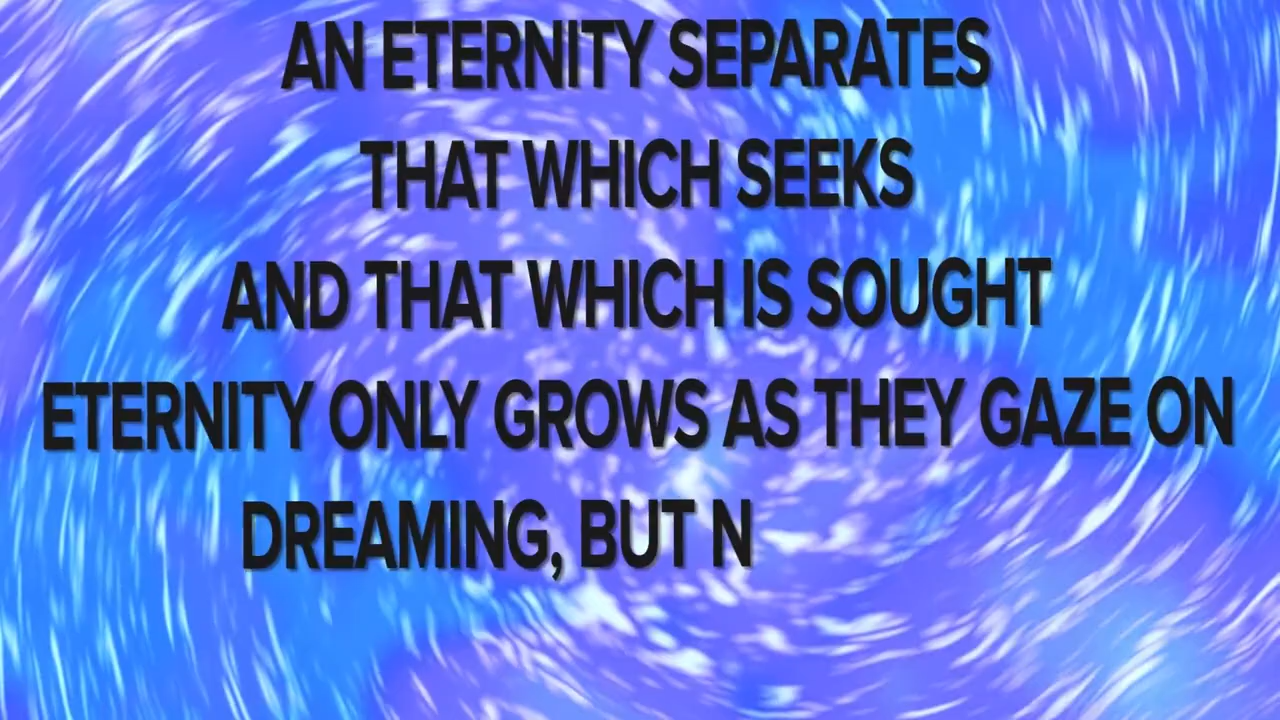 AN ETERNITY SEPARATES
THAT WHICH SEEKS
AND THAT WHICH IS SOUGHT
ETERNITY ONLY GROWS AS THEY GAZE ON
DREAMING, BUT N